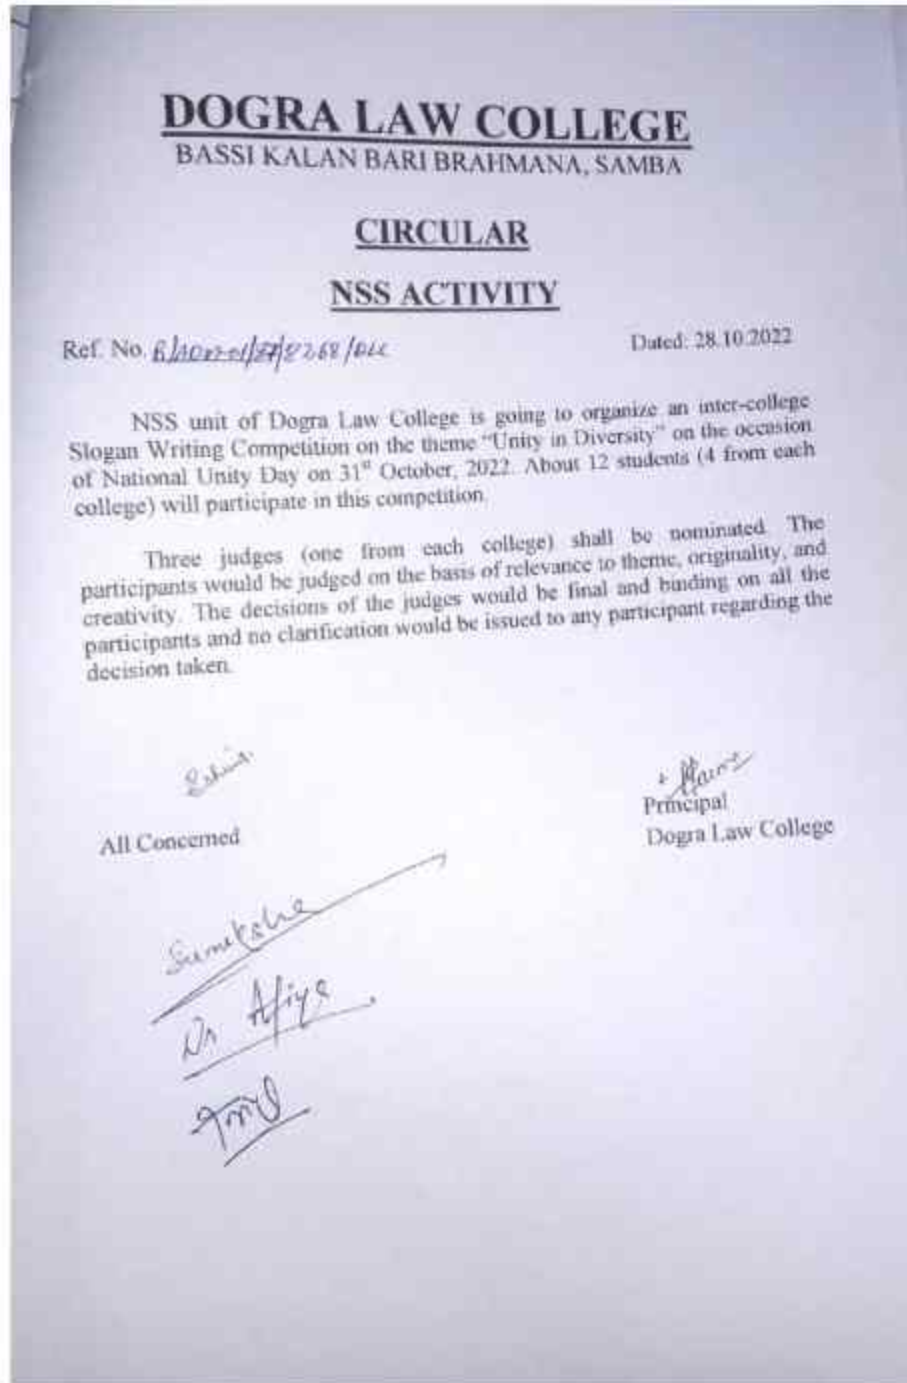 DOGRA LAW COLLEGE
BASSI KALAN BARI BRAHMANA, SAMBA
CIRCULAR
NSS ACTIVITY
Ref. No.
Dated: 28.10.2022
NSS unit of Dogra Law College is going to organize an inter-college
Slogan Writing Competition on the theme “Unity in Diversity” on the occasion
of National Unity Day on 31st October, 2022. About 12 students (4 from each
college) will participate in this competition.
Three judges (one from each college) shall be nominated. The
participants would be judged on the basis of relevance to theme, originality, and
creativity. The decisions of the judges would be final and binding on all the
participants and no clarification would be issued to any participant regarding the
decision taken.
Principal
All Concerned
Dogra Law College
Dr Afiya